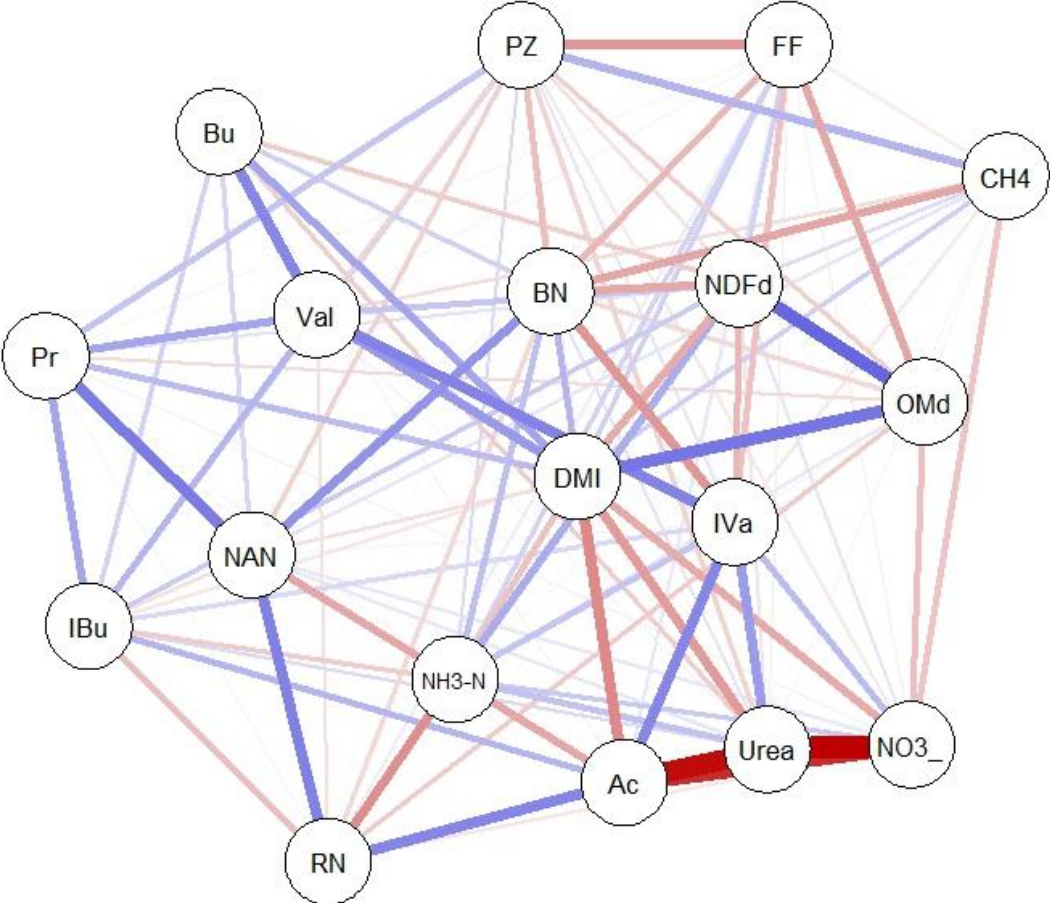 PZ
FF
Bu
CH4
BN
NDFd
Val
Pr
OMd
DMI
IVa
NAN
IBu
NH3-N
Urea
NO3_
Ac
RN